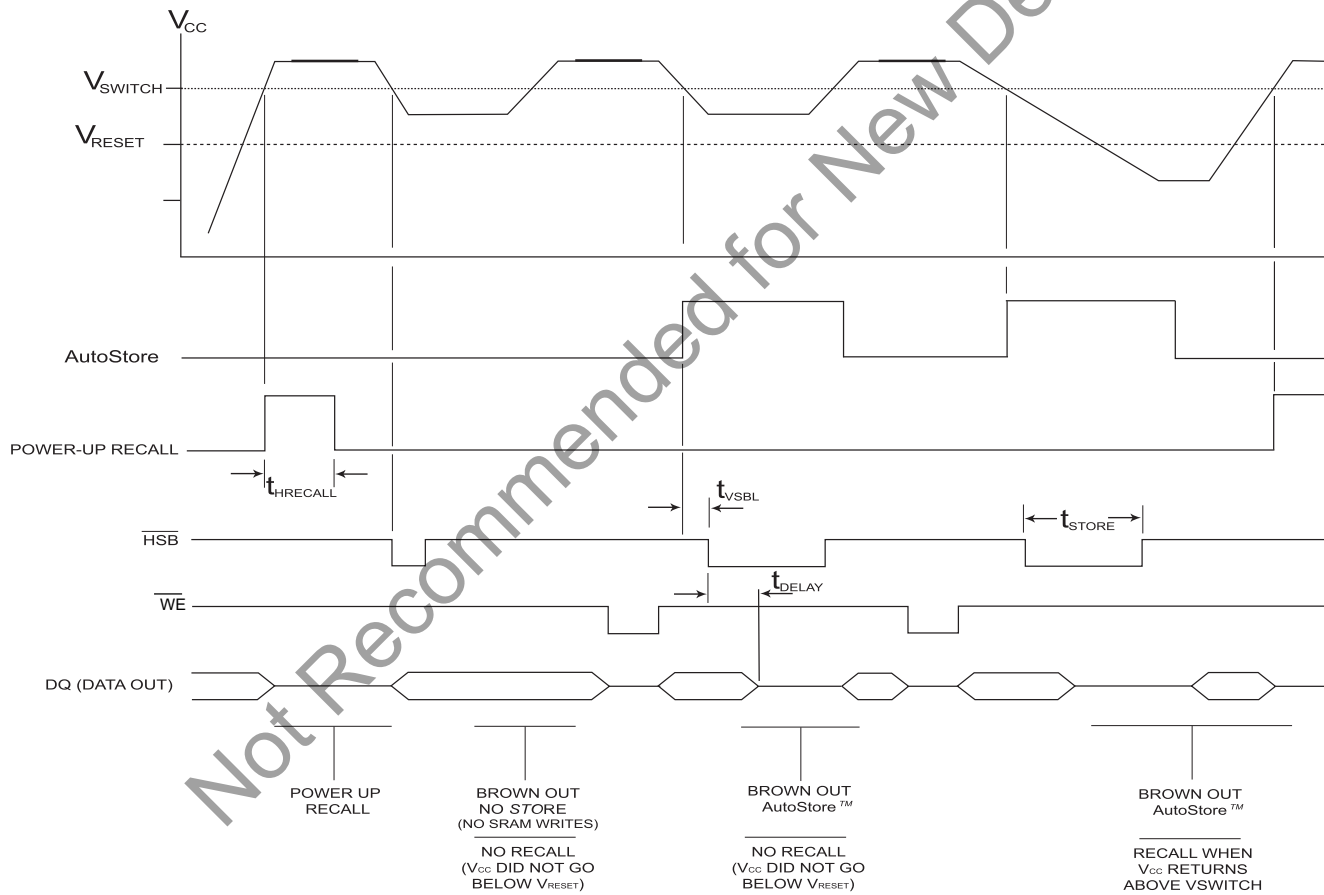 VCC
VSWITCH
VRESET
AutoStore
POWER-UP RECALL
tHRECALL
tVSBL
HSB
tSTORE
tDELAY
WE
DQ (DATA OUT)
POWER UP
RECALL
BROWN OUT
NO STORE
(NO SRAM WRITES)
NO RECALL
(VCC DID NOT GO
BELOW VRESET)
BROWN OUT
AutoStore™
NO RECALL
(VCC DID NOT GO
BELOW VRESET)
BROWN OUT
AutoStore™
RECALL WHEN
VCC RETURNS
ABOVE VSWITCH
Not Recommended for New De